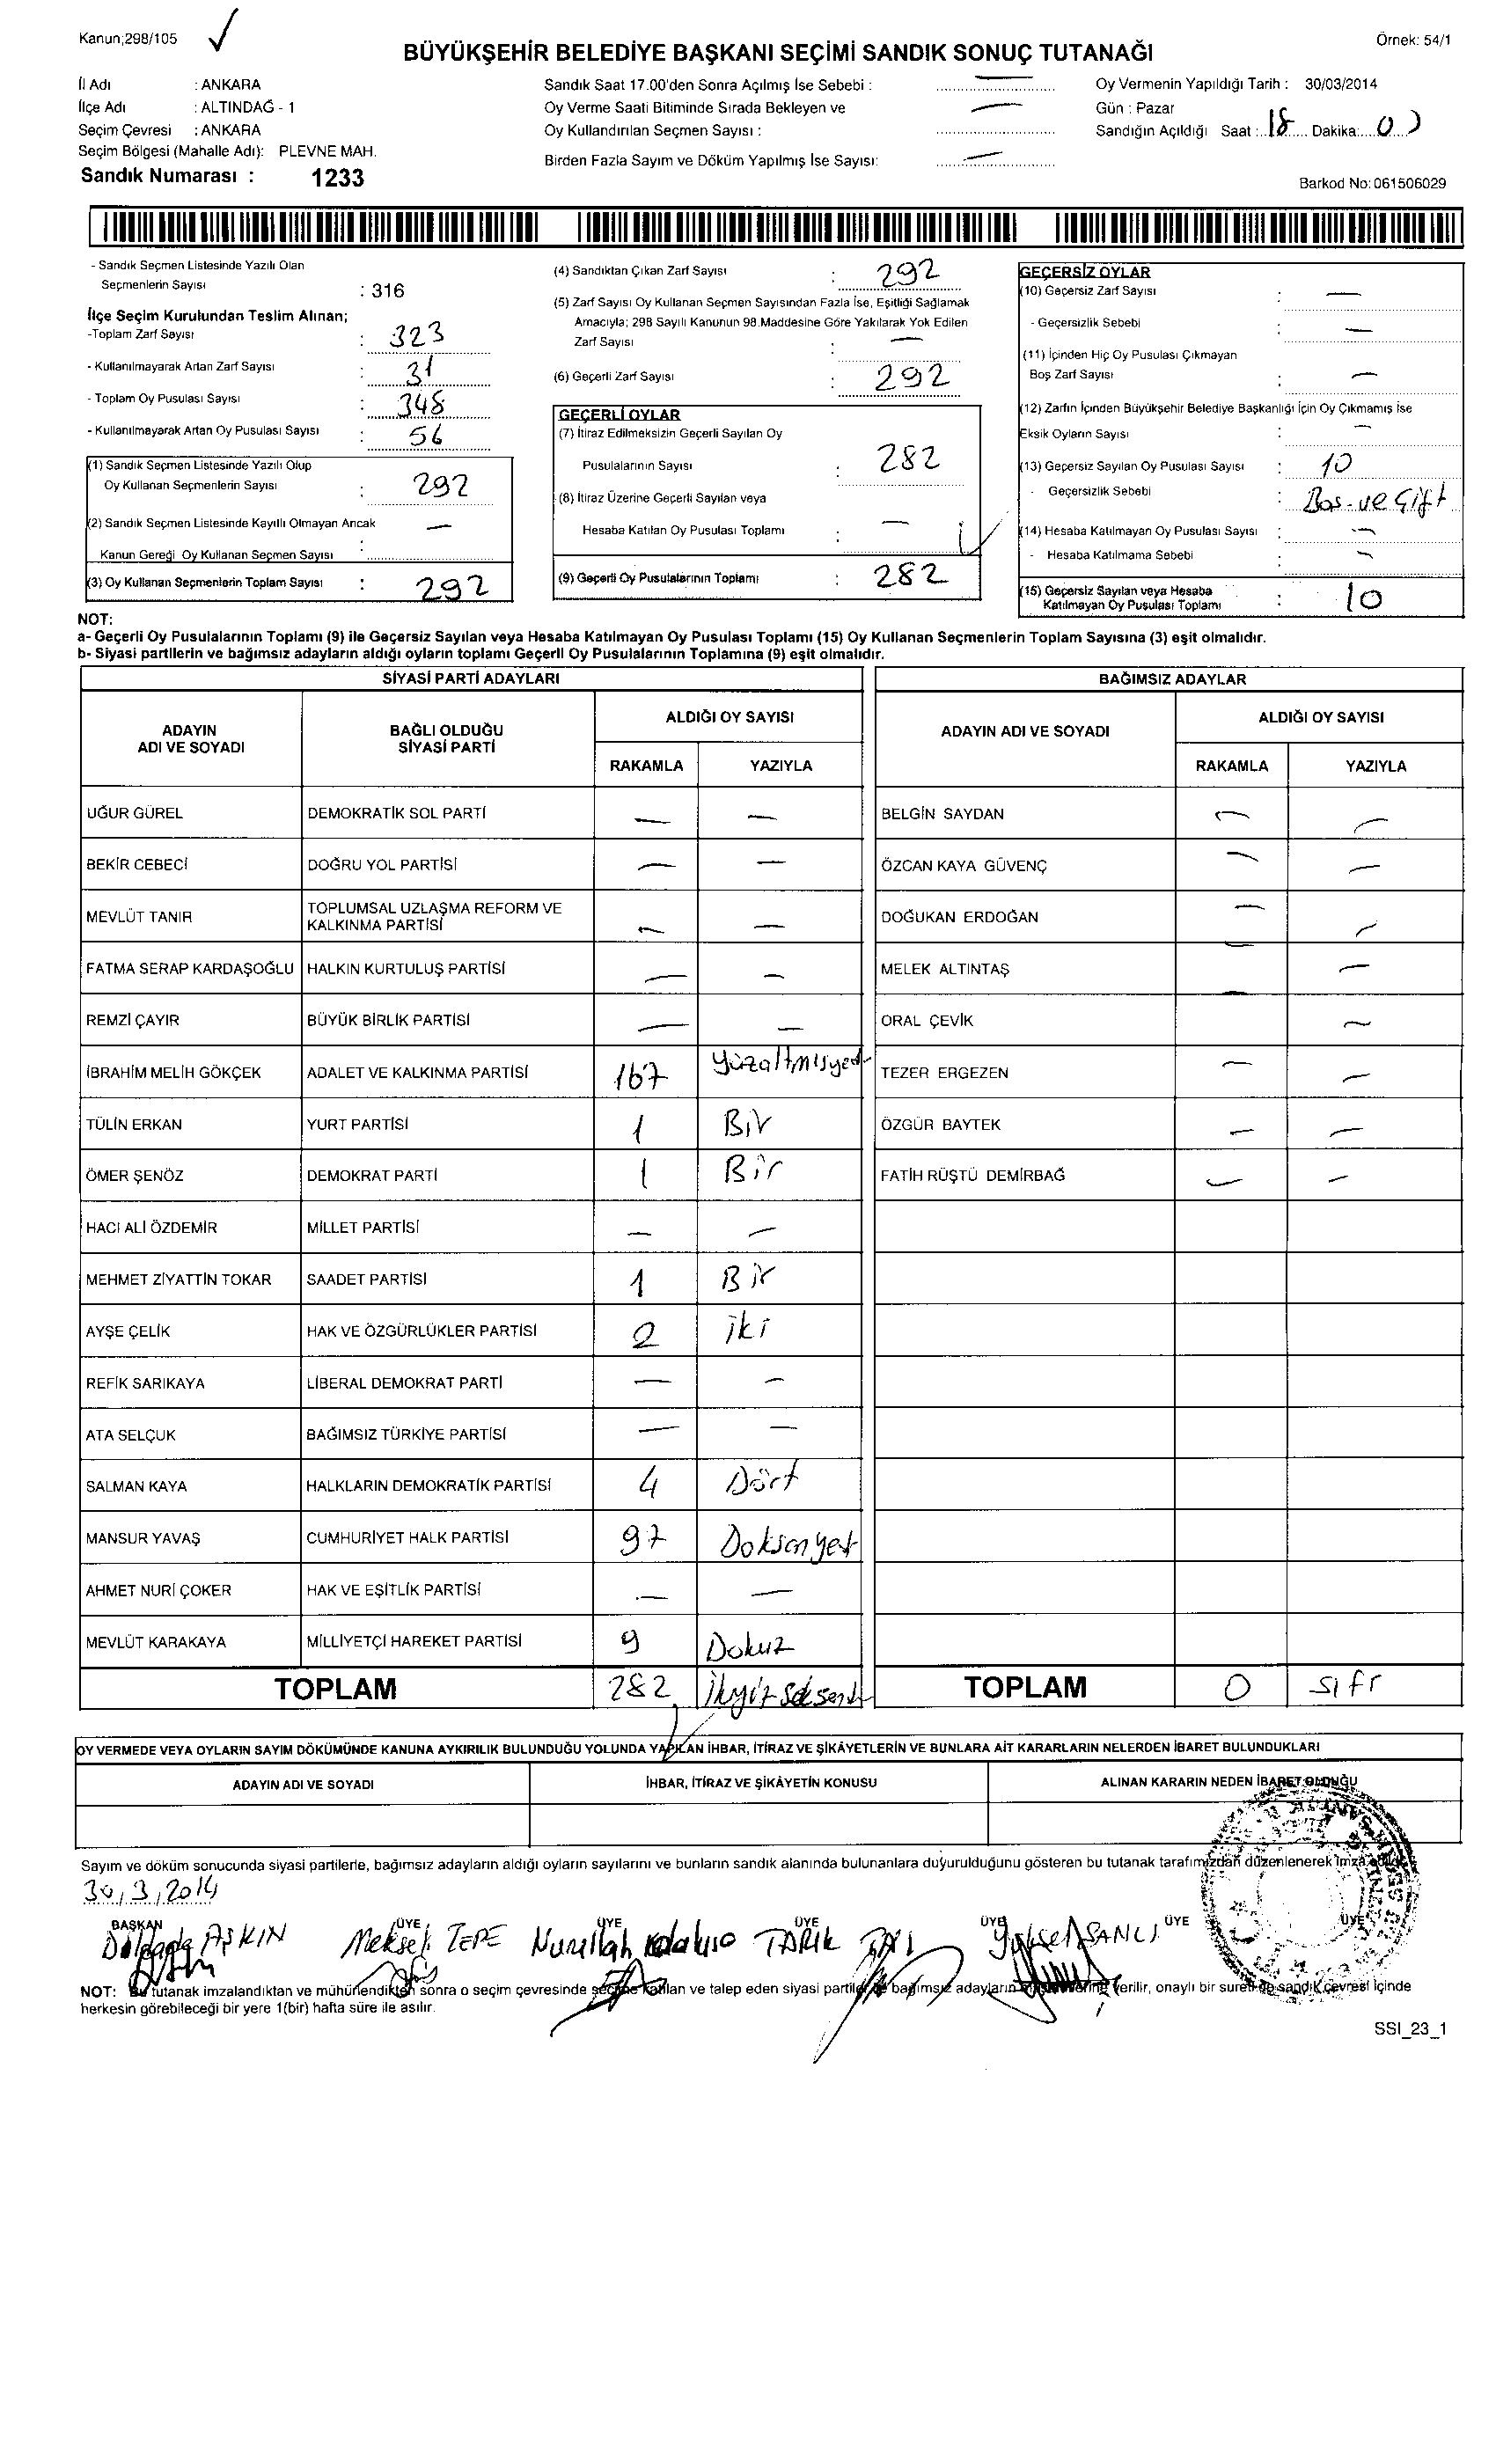 Kanun;298/105
Örnek: 54/1
BÜYÜKŞEHİR BELEDİYE BAŞKANI SEÇİMİ SANDIK SONUÇ TUTANAĞI
İl Adı : ANKARA
İlçe Adı : ALTINDAĞ - 1
Seçim Çevresi : ANKARA
Seçim Bölgesi (Mahalle Adı): PLEVNE MAH.
Sandık Numarası : 1233
Sandık Saat 17.00'den Sonra Açılmış İse Sebebi : —
Oy Verme Saati Bitiminde Sırada Bekleyen ve
Oy Kullandırılan Seçmen Sayısı : —
Birden Fazla Sayım ve Döküm Yapılmış İse Sayısı: —
Oy Vermenin Yapıldığı Tarih : 30/03/2014
Gün : Pazar
Sandığın Açıldığı Saat : 18 Dakika:
Barkod No: 061506029
- Sandık Seçmen Listesinde Yazılı Olan
Seçmenlerin Sayısı : 316
İlçe Seçim Kurulundan Teslim Alınan;
-Toplam Zarf Sayısı : 323
- Kullanılmayarak Artan Zarf Sayısı : 31
- Toplam Oy Pusulası Sayısı : 348
- Kullanılmayarak Artan Oy Pusulası Sayısı : 56
(1) Sandık Seçmen Listesinde Yazılı Olup
Oy Kullanan Seçmenlerin Sayısı : 292
(2) Sandık Seçmen Listesinde Kayıtlı Olmayan Ancak
Kanun Gereği Oy Kullanan Seçmen Sayısı : —
(3) Oy Kullanan Seçmenlerin Toplam Sayısı : 292
(4) Sandıktan Çıkan Zarf Sayısı : 292
(5) Zarf Sayısı Oy Kullanan Seçmen Sayısından Fazla İse, Eşitliği Sağlamak
Amacıyla; 298 Sayılı Kanunun 98.Maddesine Göre Yakılarak Yok Edilen
Zarf Sayısı : —
(6) Geçerli Zarf Sayısı : 292
GEÇERLİ OYLAR
(7) İtiraz Edilmeksizin Geçerli Sayılan Oy
Pusulalarının Sayısı : 282
(8) İtiraz Üzerine Geçerli Sayılan veya
Hesaba Katılan Oy Pusulası Toplamı : —
(9) Geçerli Oy Pusulalarının Toplamı : 282
GEÇERSİZ OYLAR
(10) Geçersiz Zarf Sayısı : —
- Geçersizlik Sebebi : —
(11) İçinden Hiç Oy Pusulası Çıkmayan
Boş Zarf Sayısı : —
(12) Zarfın İçinden Büyükşehir Belediye Başkanlığı İçin Oy Çıkmamış İse
Eksik Oyların Sayısı : —
(13) Geçersiz Sayılan Oy Pusulası Sayısı : 10
- Geçersizlik Sebebi : Bos-ve Çift
(14) Hesaba Katılmayan Oy Pusulası Sayısı : —
- Hesaba Katılmama Sebebi : —
(15) Geçersiz Sayılan veya Hesaba
Katılmayan Oy Pusulası Toplamı : 10
NOT:
a- Geçerli Oy Pusulalarının Toplamı (9) ile Geçersiz Sayılan veya Hesaba Katılmayan Oy Pusulası Toplamı (15) Oy Kullanan Seçmenlerin Toplam Sayısına (3) eşit olmalıdır.
b- Siyasi partilerin ve bağımsız adayların aldığı oyların toplamı Geçerli Oy Pusulalarının Toplamına (9) eşit olmalıdır.
SİYASİ PARTİ ADAYLARI
ADAYIN ADI VE SOYADI BAĞLI OLDUĞU SİYASİ PARTİ ALDIĞI OY SAYISI
RAKAMLA YAZIYLA
UĞUR GÜREL DEMOKRATİK SOL PARTİ — —
BEKİR CEBECİ DOĞRU YOL PARTİSİ — —
MEVLÜT TANIR TOPLUMSAL UZLAŞMA REFORM VE KALKINMA PARTİSİ — —
FATMA SERAP KARDAŞOĞLU HALKIN KURTULUŞ PARTİSİ — —
REMZİ ÇAYIR BÜYÜK BİRLİK PARTİSİ — —
İBRAHİM MELİH GÖKÇEK ADALET VE KALKINMA PARTİSİ 167 yüzaltmışyedi
TÜLİN ERKAN YURT PARTİSİ 1 Bir
ÖMER ŞENÖZ DEMOKRAT PARTİ 1 Bir
HACI ALİ ÖZDEMİR MİLLET PARTİSİ — —
MEHMET ZİYATTİN TOKAR SAADET PARTİSİ 1 Bir
AYŞE ÇELİK HAK VE ÖZGÜRLÜKLER PARTİSİ 2 iki
REFİK SARIKAYA LİBERAL DEMOKRAT PARTİ — —
ATA SELÇUK BAĞIMSIZ TÜRKİYE PARTİSİ — —
SALMAN KAYA HALKLARIN DEMOKRATİK PARTİSİ 4 Dört
MANSUR YAVAŞ CUMHURİYET HALK PARTİSİ 97 Doksanyedi
AHMET NURİ ÇOKER HAK VE EŞİTLİK PARTİSİ — —
MEVLÜT KARAKAYA MİLLİYETÇİ HAREKET PARTİSİ 9 Dokuz
TOPLAM 282
BAĞIMSIZ ADAYLAR
ADAYIN ADI VE SOYADI ALDIĞI OY SAYISI
RAKAMLA YAZIYLA
BELGİN SAYDAN — —
ÖZCAN KAYA GÜVENÇ — —
DOĞUKAN ERDOĞAN — —
MELEK ALTINTAŞ — —
ORAL ÇEVİK — —
TEZER ERGEZEN — —
ÖZGÜR BAYTEK — —
FATİH RÜŞTÜ DEMİRBAĞ — —
TOPLAM 0 sıfr
OY VERMEDE VEYA OYLARIN SAYIM DÖKÜMÜNDE KANUNA AYKIRILIK BULUNDUĞU YOLUNDA YAPILAN İHBAR, İTİRAZ VE ŞİKÂYETLERİN VE BUNLARA AİT KARARLARIN NELERDEN İBARET BULUNDUKLARI
ADAYIN ADI VE SOYADI İHBAR, İTİRAZ VE ŞİKÂYETİN KONUSU ALINAN KARARIN NEDEN İBARET OLDUĞU
Sayım ve döküm sonucunda siyasi partilerle, bağımsız adayların aldığı oyların sayılarını ve bunların sandık alanında bulunanlara duyurulduğunu gösteren bu tutanak tarafımızdan düzenlenerek imza
30/3/2014
BAŞKAN ÜYE ÜYE ÜYE ÜYE ÜYE ÜYE
AŞKIN TEPE Nurullah TARIK Yüksel ŞANLI
NOT: Bu tutanak imzalandıktan ve mühürlendikten sonra o seçim çevresinde seçime katılan ve talep eden siyasi partiler ve bağımsız adayların verilir, onaylı bir sureti de sandık çevresi içinde
herkesin görebileceği bir yere 1(bir) hafta süre ile asılır.
SSI_23_1